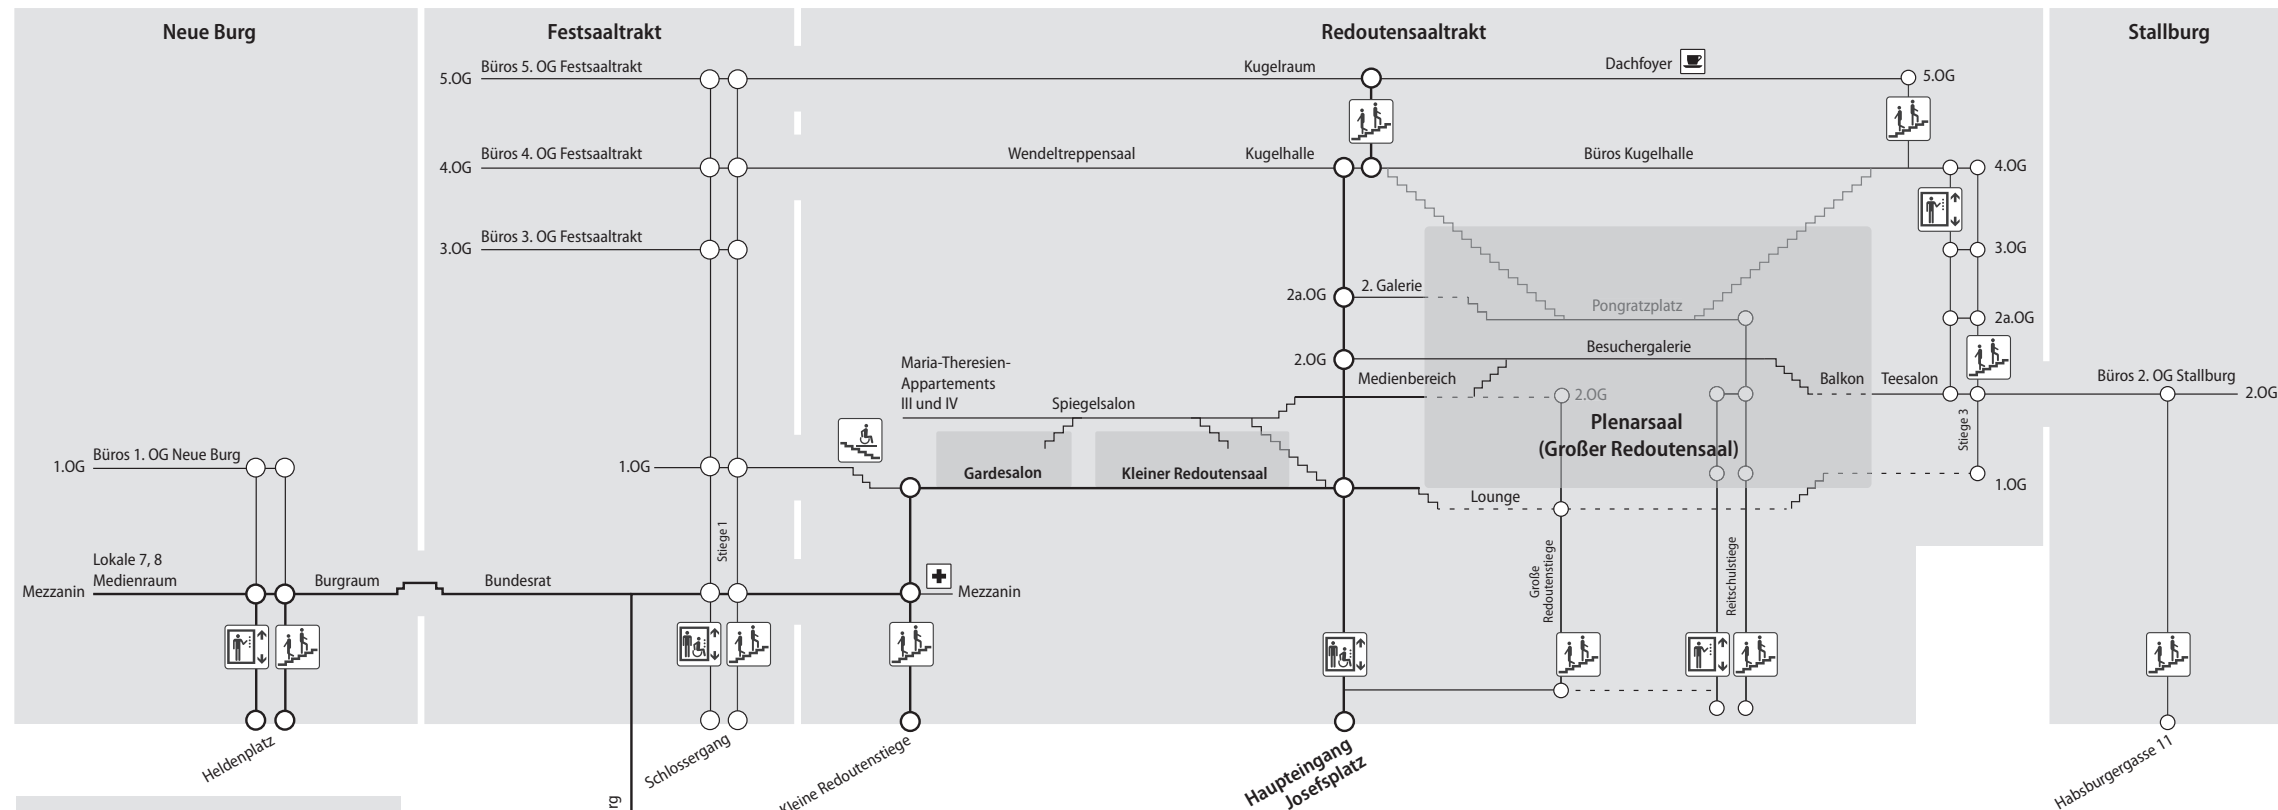 Neue Burg
Festsaaltrakt
Redoutensaaltrakt
Stallburg
5.OG
Büros 5. OG Festsaaltrakt
Kugelraum
Dachfoyer
5.OG
4.OG
Büros 4. OG Festsaaltrakt
Wendeltreppensaal
Kugelhalle
Büros Kugelhalle
4.OG
3.OG
Büros 3. OG Festsaaltrakt
3.OG
2a.OG
2. Galerie
Pongratzplatz
2a.OG
2.OG
Besuchergalerie
Maria-Theresien-
Appartements
III und IV
Spiegelsalon
Medienbereich
2.OG
Balkon
Teesalon
Büros 2. OG Stallburg
2.OG
Plenarsaal
(Großer Redoutensaal)
Stiege 3
1.OG
Büros 1. OG Neue Burg
1.OG
Gardesalon
Kleiner Redoutensaal
Lounge
1.OG
Stiege 1
Große
Redoutenstiege
Reitschulstiege
Lokale 7, 8
Medienraum
Mezzanin
Burgraum
Bundesrat
Mezzanin
Heldenplatz
Schlossergang
Kleine Redoutenstiege
Haupteingang
Josefsplatz
Habsburgergasse 11
rg